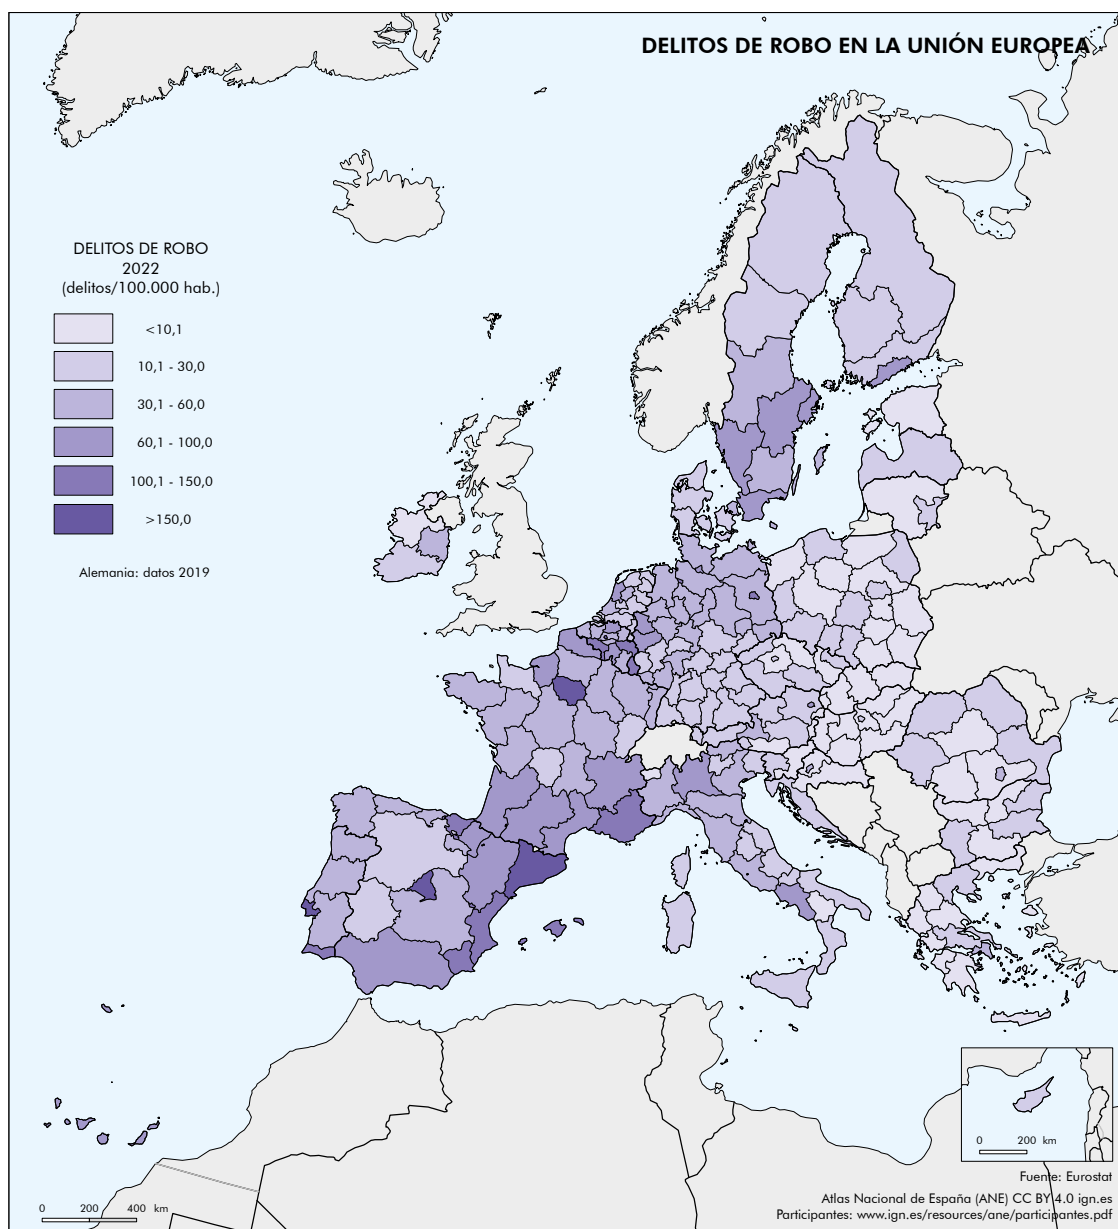 DELITOS DE ROBO EN LA UNIÓN EUROPEA
DELITOS DE ROBO
2022
(delitos/100.000 hab.)
<10,1
10,1 - 30,0
30,1 - 60,0
60,1 - 100,0
100,1 - 150,0
>150,0
Alemania: datos 2019
0 200 km
Fuente: Eurostat
Atlas Nacional de España (ANE) CC BY 4.0 ign.es
Participantes: www.ign.es/resources/ane/participantes.pdf
0 200 400 km